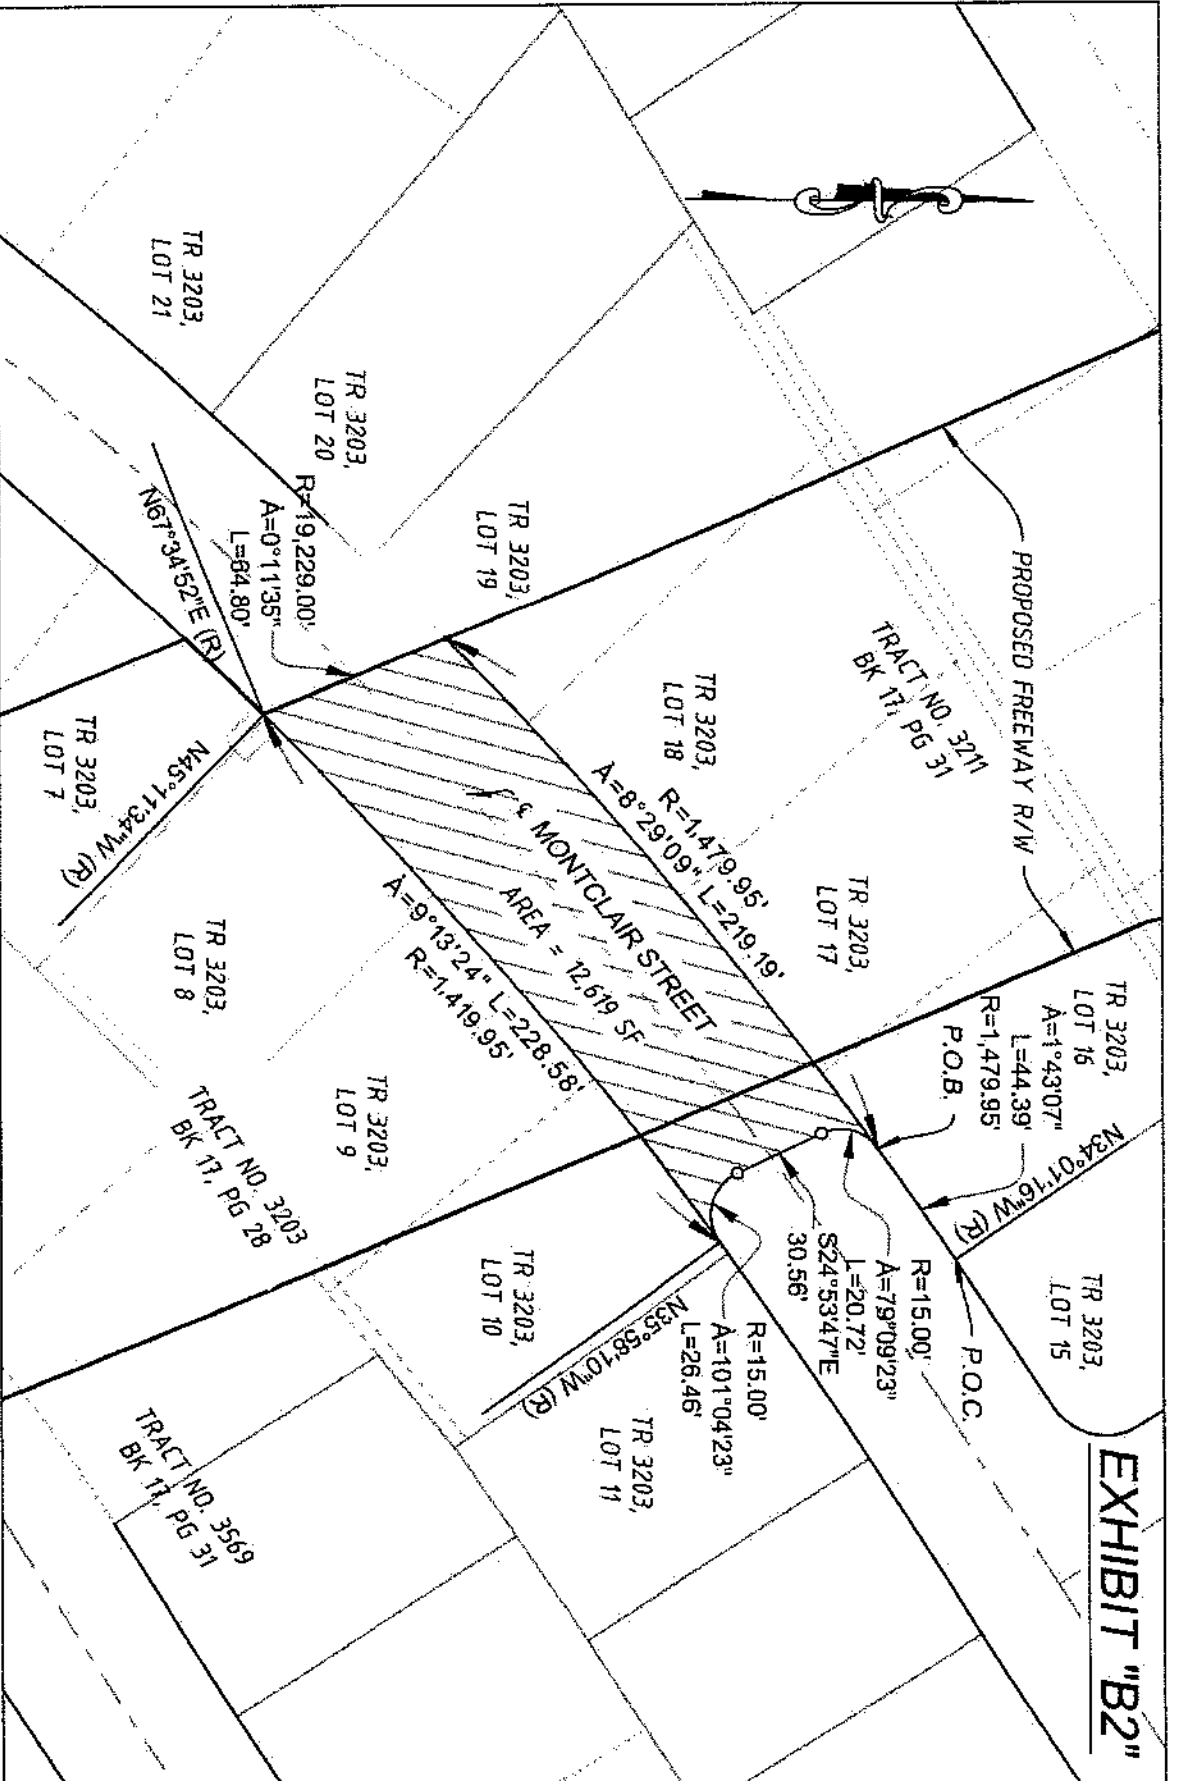 EXHIBIT "B2"
PROPOSED FREEWAY R/W
TRACT NO. 3211
BK 17, PG 31
TR 3203,
LOT 15
TR 3203,
LOT 16
TR 3203,
LOT 17
TR 3203,
LOT 18
TR 3203,
LOT 19
TR 3203,
LOT 20
TR 3203,
LOT 21
N34°01'16"W (R)
Δ=1°43'07"
L=44.39'
R=1,479.95'
P.O.B.
P.O.C.
R=15.00'
Δ=79°09'23"
L=20.72'
S24°53'47"E
30.56'
R=15.00'
Δ=101°04'23"
L=26.46'
R=1,479.95'
Δ=8°29'09" L=219.19'
℄ MONTCLAIR STREET
AREA = 12,619 SF
Δ=9°13'24" L=228.58'
R=1,419.95'
R=19,229.00'
Δ=0°11'35"
L=64.80'
N67°34'52"E (R)
N45°11'34"W (R)
N35°58'10"W (R)
TR 3203,
LOT 7
TR 3203,
LOT 8
TR 3203,
LOT 9
TR 3203,
LOT 10
TR 3203,
LOT 11
TRACT NO. 3203
BK 17, PG 28
TRACT NO. 3569
BK 17, PG 31